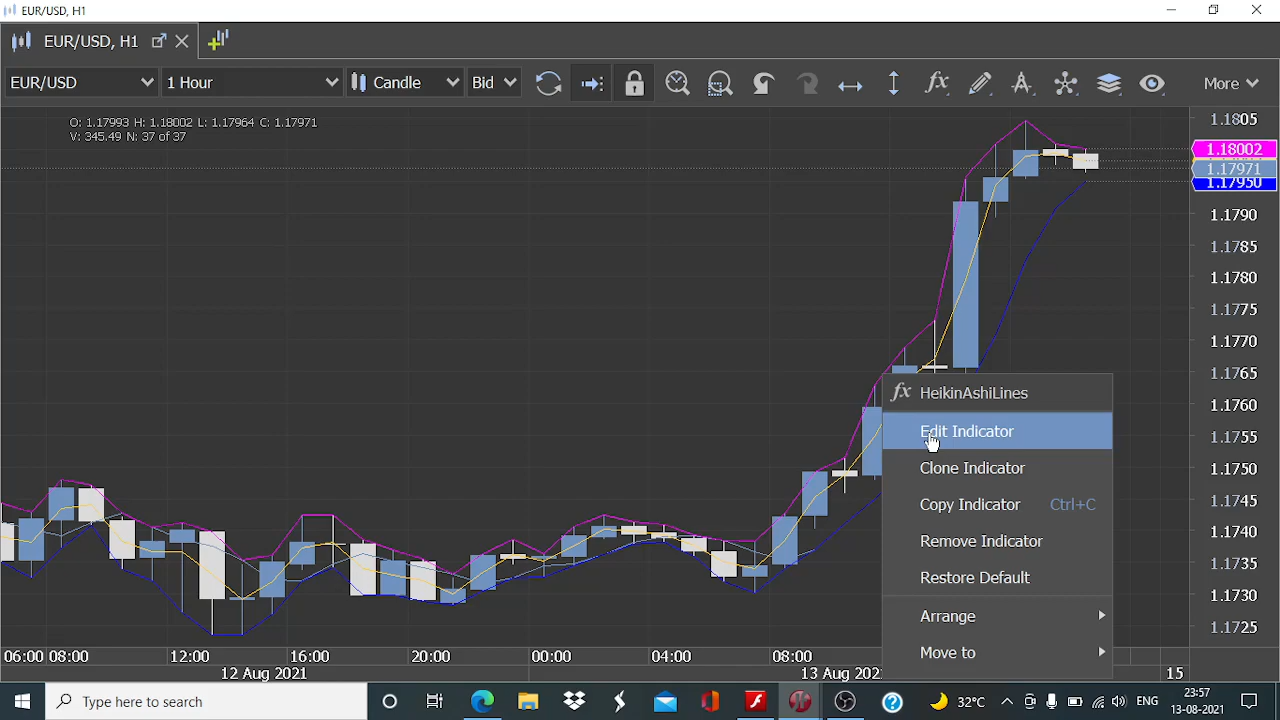 EUR/USD, H1
EUR/USD, H1
EUR/USD 1 Hour Candle Bid fx More
O: 1.17993 H: 1.18002 L: 1.17964 C: 1.17971
V: 345.49 N: 37 of 37
1.1805
1.18002
1.17971
1.17950
1.1790
1.1785
1.1780
1.1775
1.1770
1.1765
1.1760
1.1755
1.1750
1.1745
1.1740
1.1735
1.1730
1.1725
fx HeikinAshiLines
Edit Indicator
Clone Indicator
Copy Indicator Ctrl+C
Remove Indicator
Restore Default
Arrange
Move to
06:00 08:00 12:00 16:00 20:00 00:00 04:00 08:00
12 Aug 2021 13 Aug 202 15
Type here to search
32°C ENG 23:57
13-08-2021